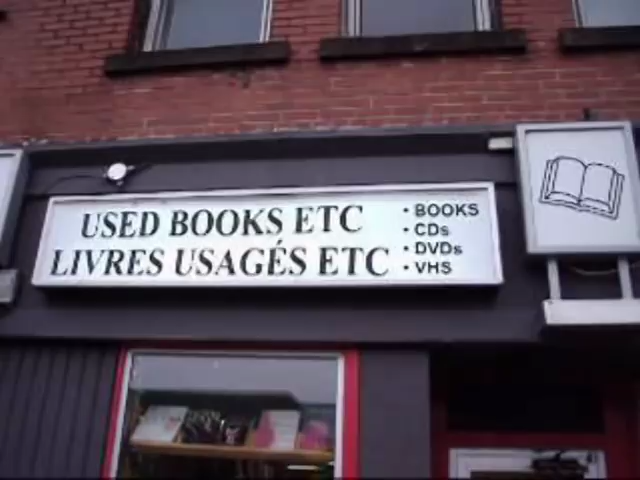 USED BOOKS ETC
LIVRES USAGÉS ETC
• BOOKS
• CDs
• DVDs
• VHS